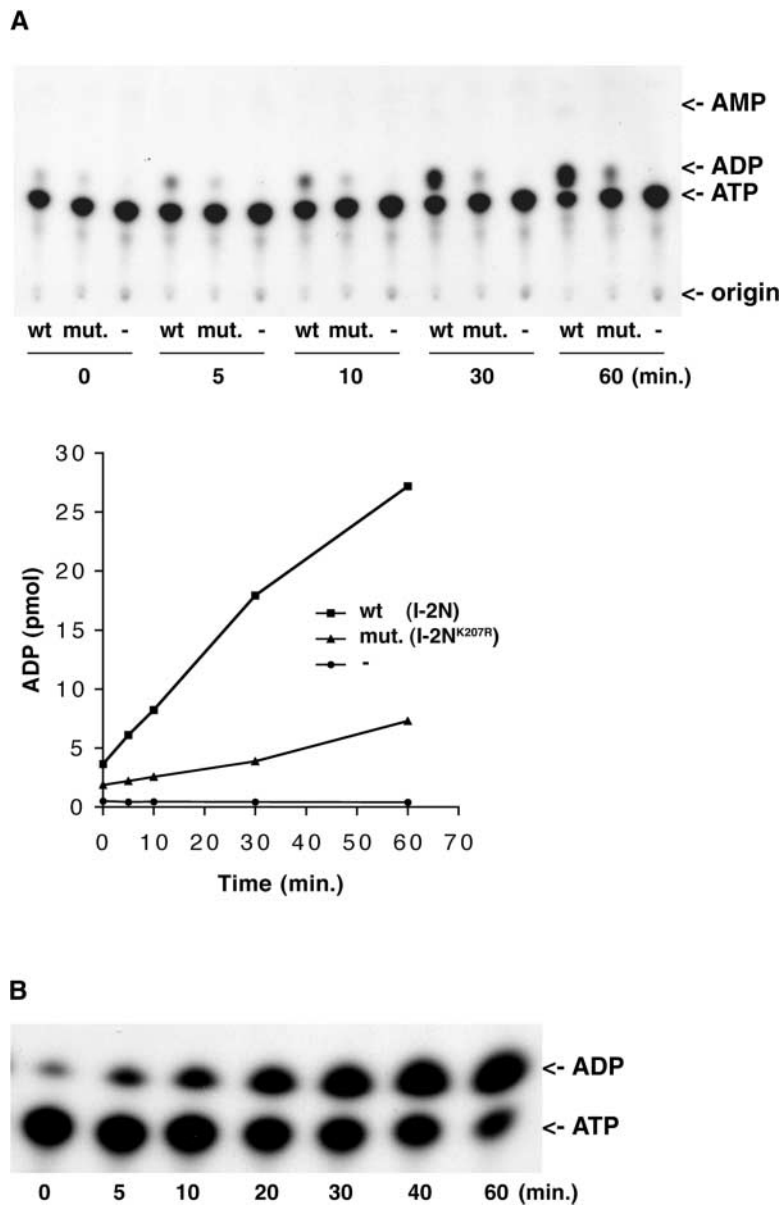 A
<- AMP
<- ADP
<- ATP
<- origin
wt mut. - wt mut. - wt mut. - wt mut. - wt mut. -
0 5 10 30 60 (min.)
30
25
20
15
10
5
0
ADP (pmol)
wt (I-2N)
mut. (I-2N^K207R)
-
0 10 20 30 40 50 60 70
Time (min.)
B
<- ADP
<- ATP
0 5 10 20 30 40 60 (min.)